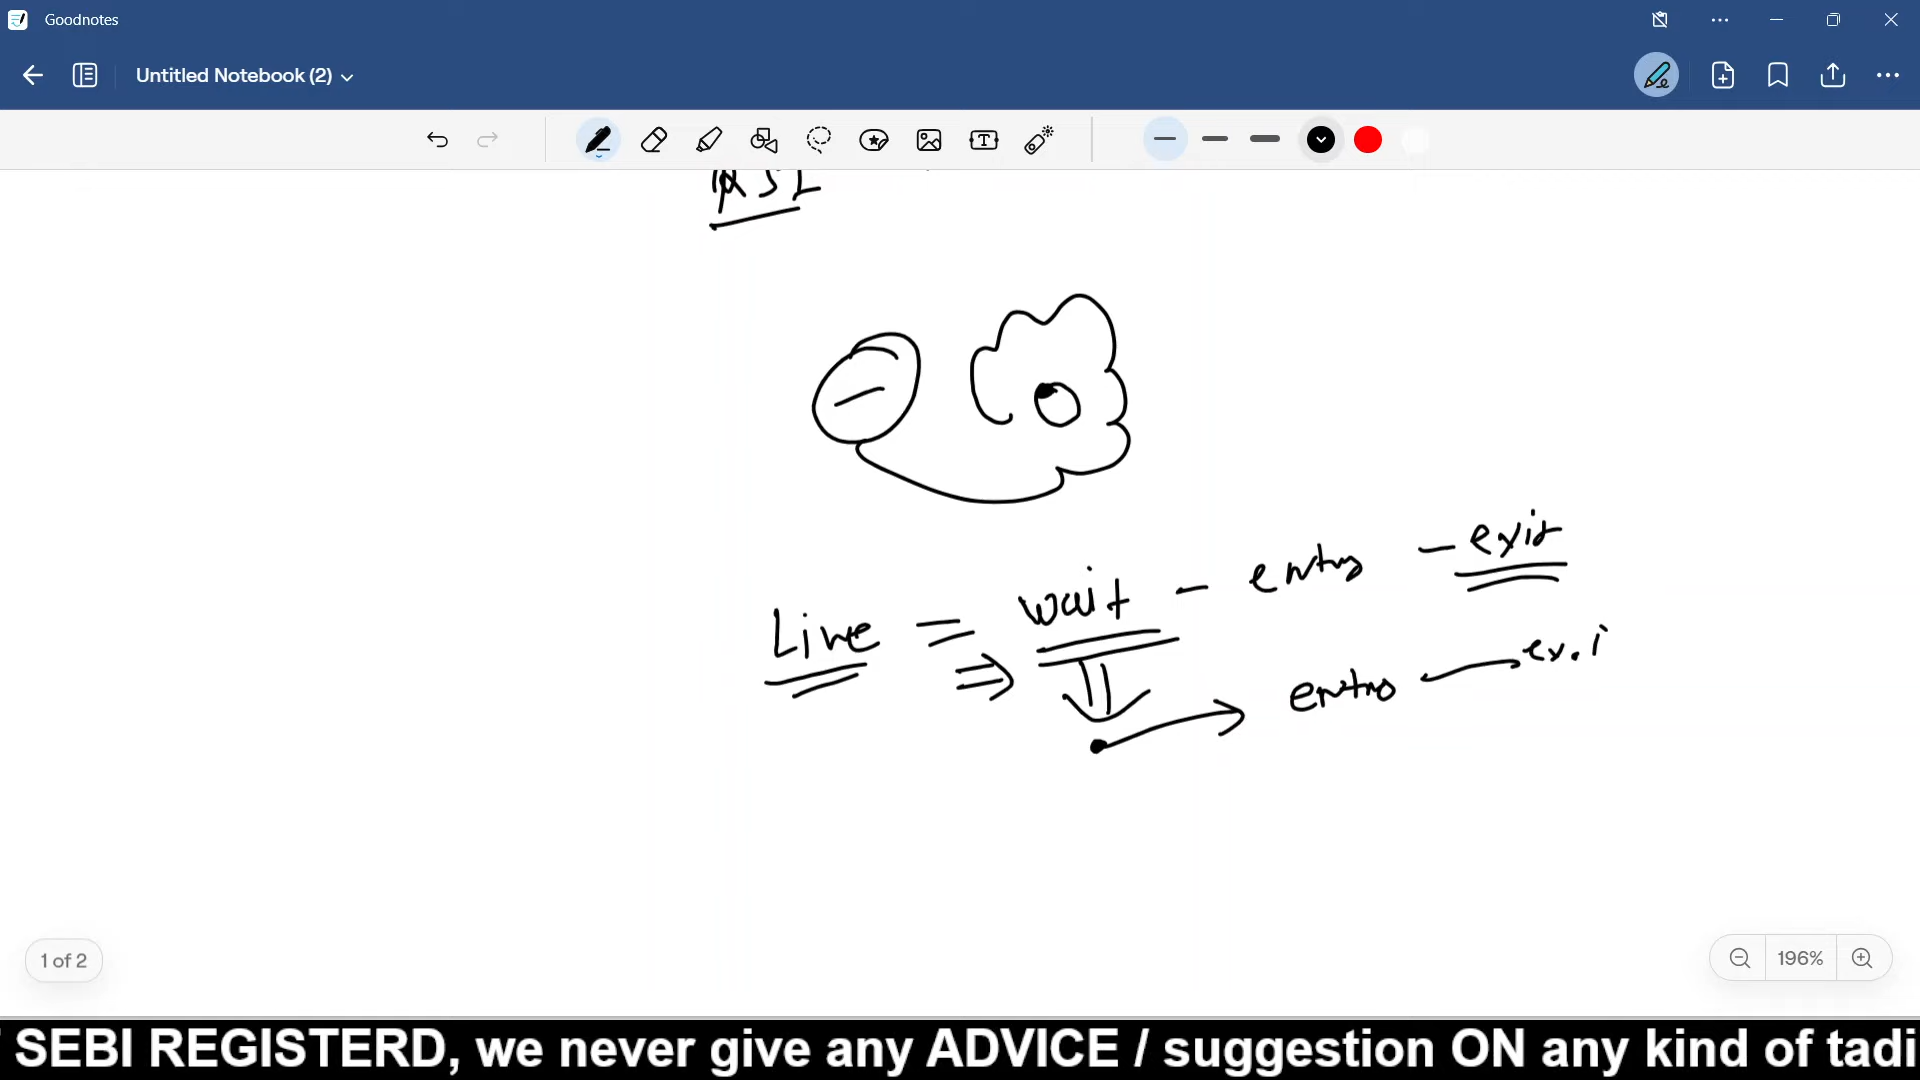 Goodnotes
Untitled Notebook (2)
Live = wait - entry - exit
⇒ entry — exi
1 of 2
196%
SEBI REGISTERD, we never give any ADVICE / suggestion ON any kind of tadi